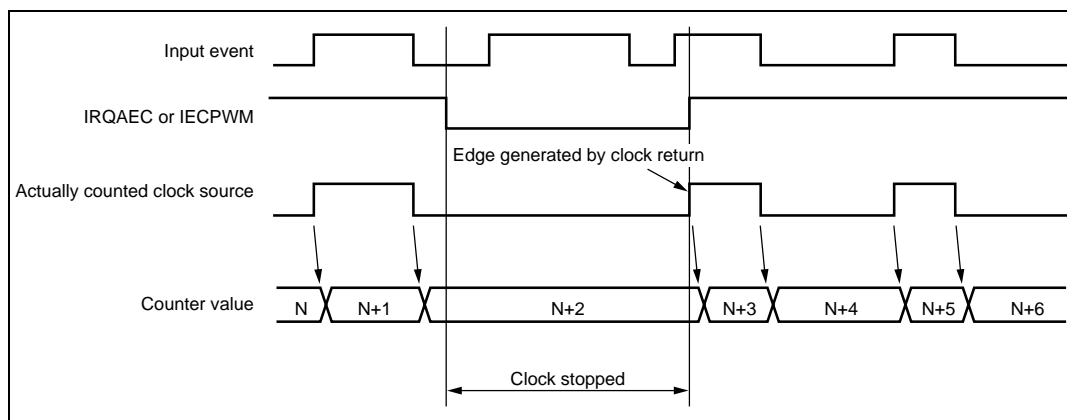 Input event
IRQAEC or IECPWM
Edge generated by clock return
Actually counted clock source
Counter value
N
N+1
N+2
N+3
N+4
N+5
N+6
Clock stopped